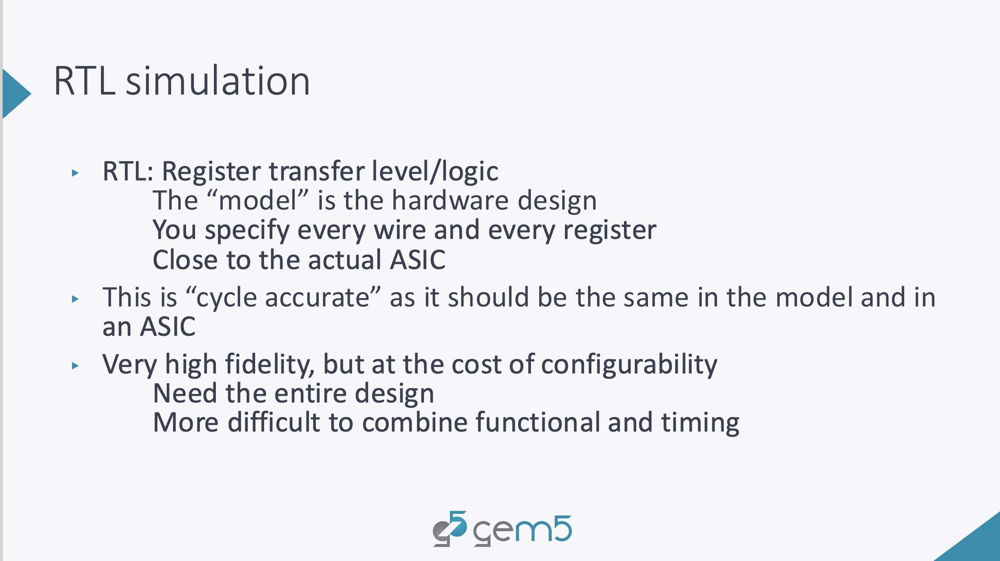 RTL simulation
RTL: Register transfer level/logic
The “model” is the hardware design
You specify every wire and every register
Close to the actual ASIC
This is “cycle accurate” as it should be the same in the model and in
an ASIC
Very high fidelity, but at the cost of configurability
Need the entire design
More difficult to combine functional and timing
gem5